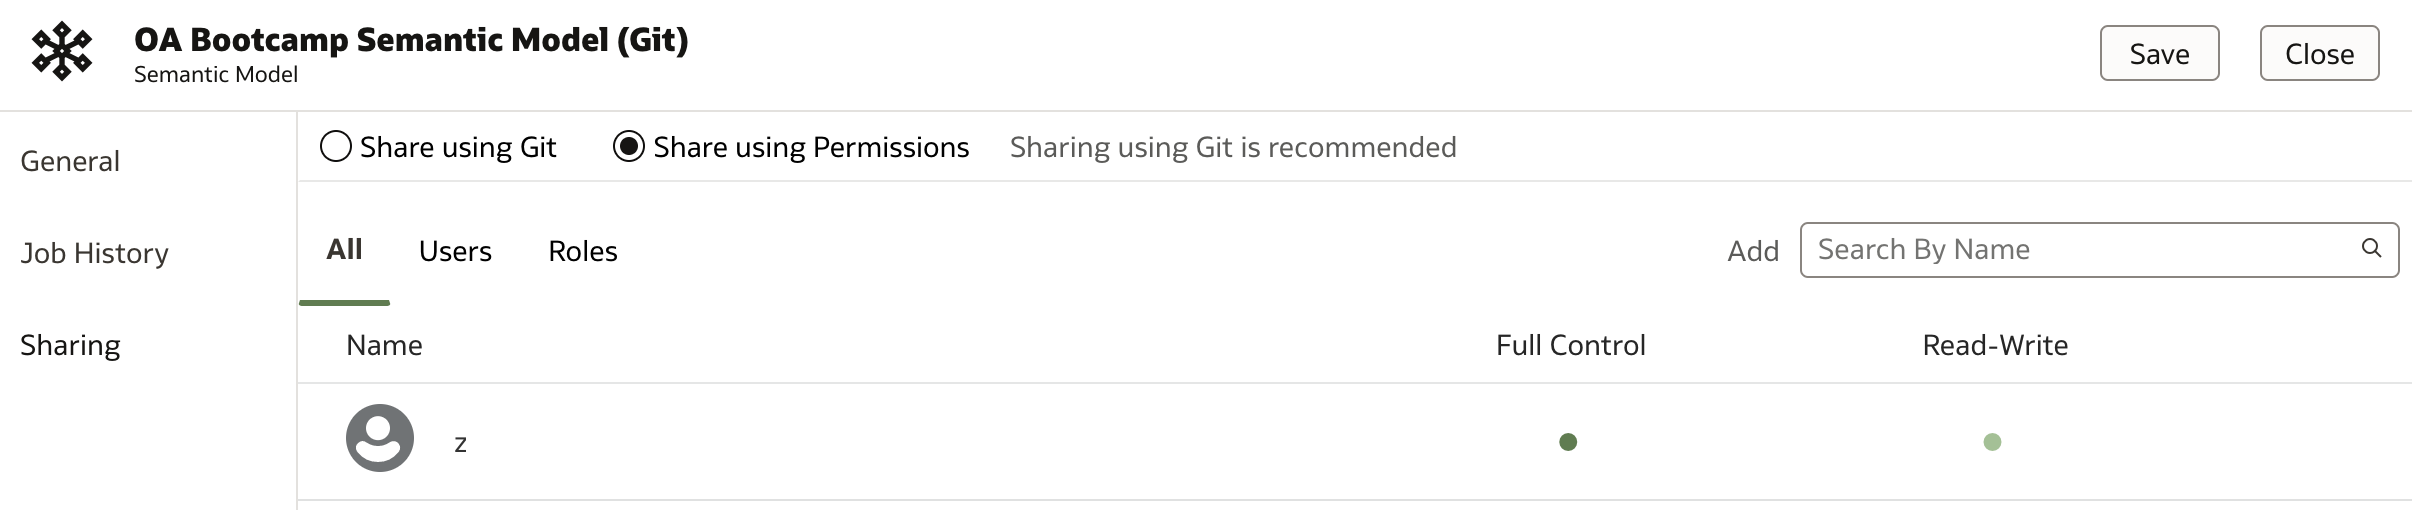 OA Bootcamp Semantic Model (Git)
Semantic Model
Save
Close
General
Job History
Sharing
Share using Git
Share using Permissions
Sharing using Git is recommended
All
Users
Roles
Add
Search By Name
Name
Full Control
Read-Write
z